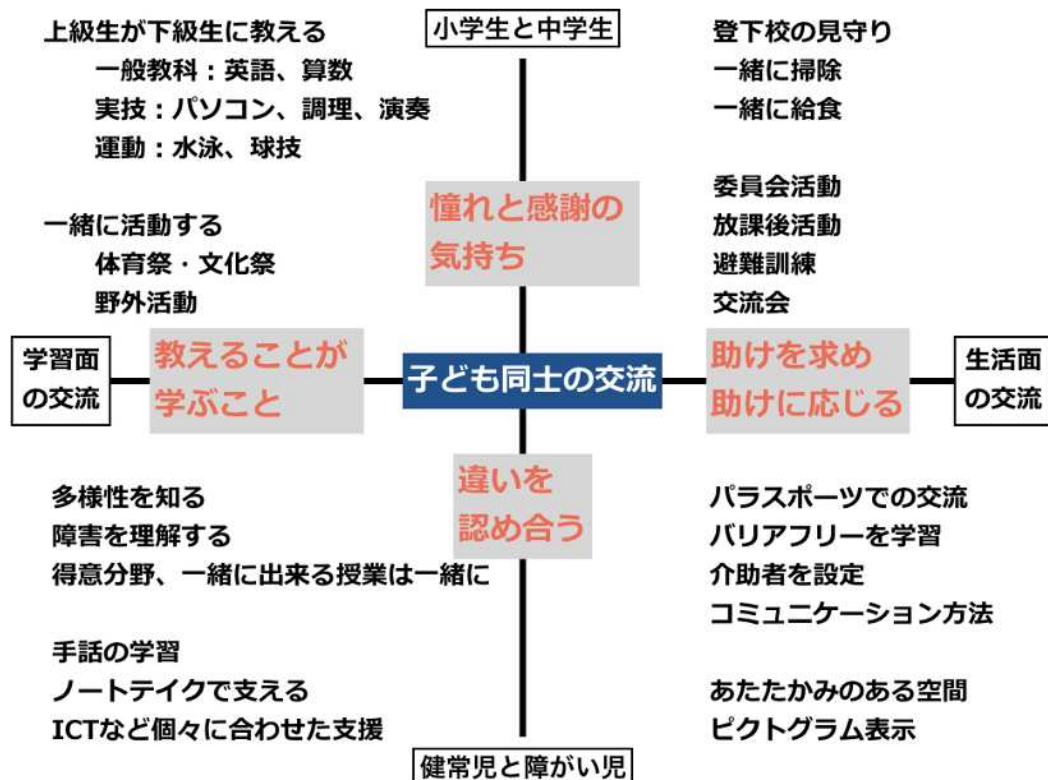 小学生と中学生
上級生が下級生に教える
一般教科：英語、算数
実技：パソコン、調理、演奏
運動：水泳、球技
一緒に活動する
体育祭・文化祭
野外活動
登下校の見守り
一緒に掃除
一緒に給食
委員会活動
放課後活動
避難訓練
交流会
憧れと感謝の
気持ち
学習面
の交流
教えることが
学ぶこと
子ども同士の交流
助けを求め
助けに応じる
生活面
の交流
違いを
認め合う
多様性を知る
障害を理解する
得意分野、一緒に出来る授業は一緒に
手話の学習
ノートテイクで支える
ICTなど個々に合わせた支援
パラスポーツでの交流
バリアフリーを学習
介助者を設定
コミュニケーション方法
あたたかみのある空間
ピクトグラム表示
健常児と障がい児